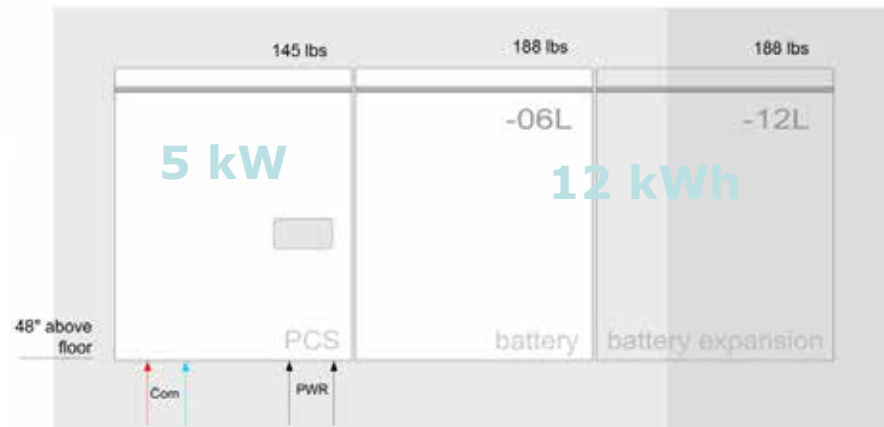 145 lbs
188 lbs
188 lbs
-06L
-12L
5 kW
12 kWh
48" above
floor
PCS
battery
battery expansion
Com
PWR